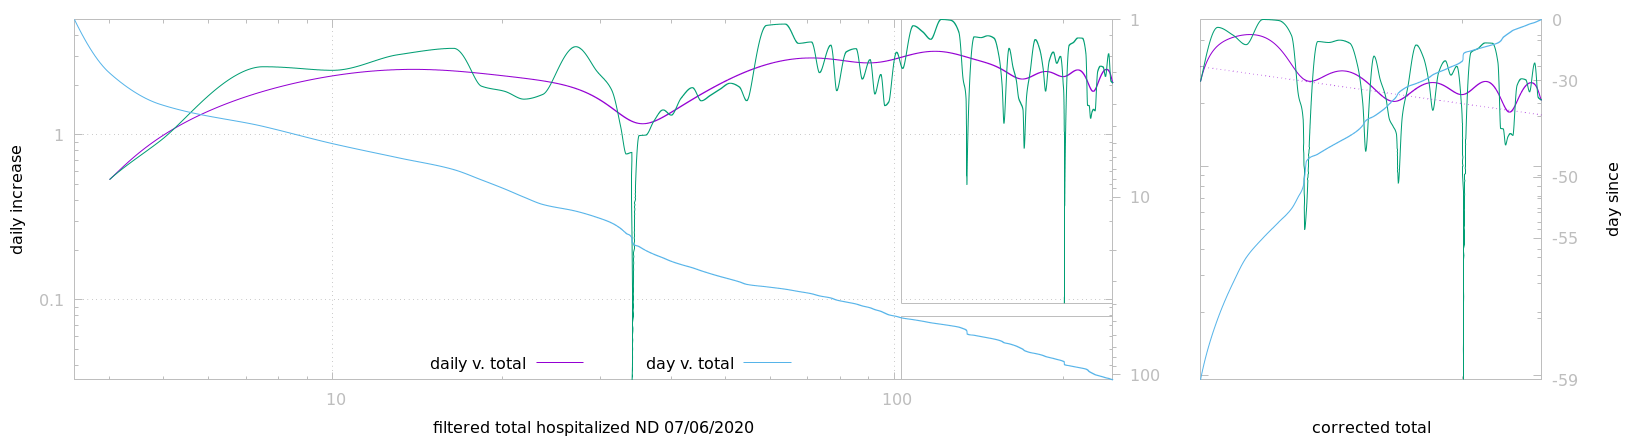 daily increase
1
0.1
10
100
daily v. total
day v. total
filtered total hospitalized ND 07/06/2020
1
10
100
0
-30
-50
-55
-59
day since
corrected total